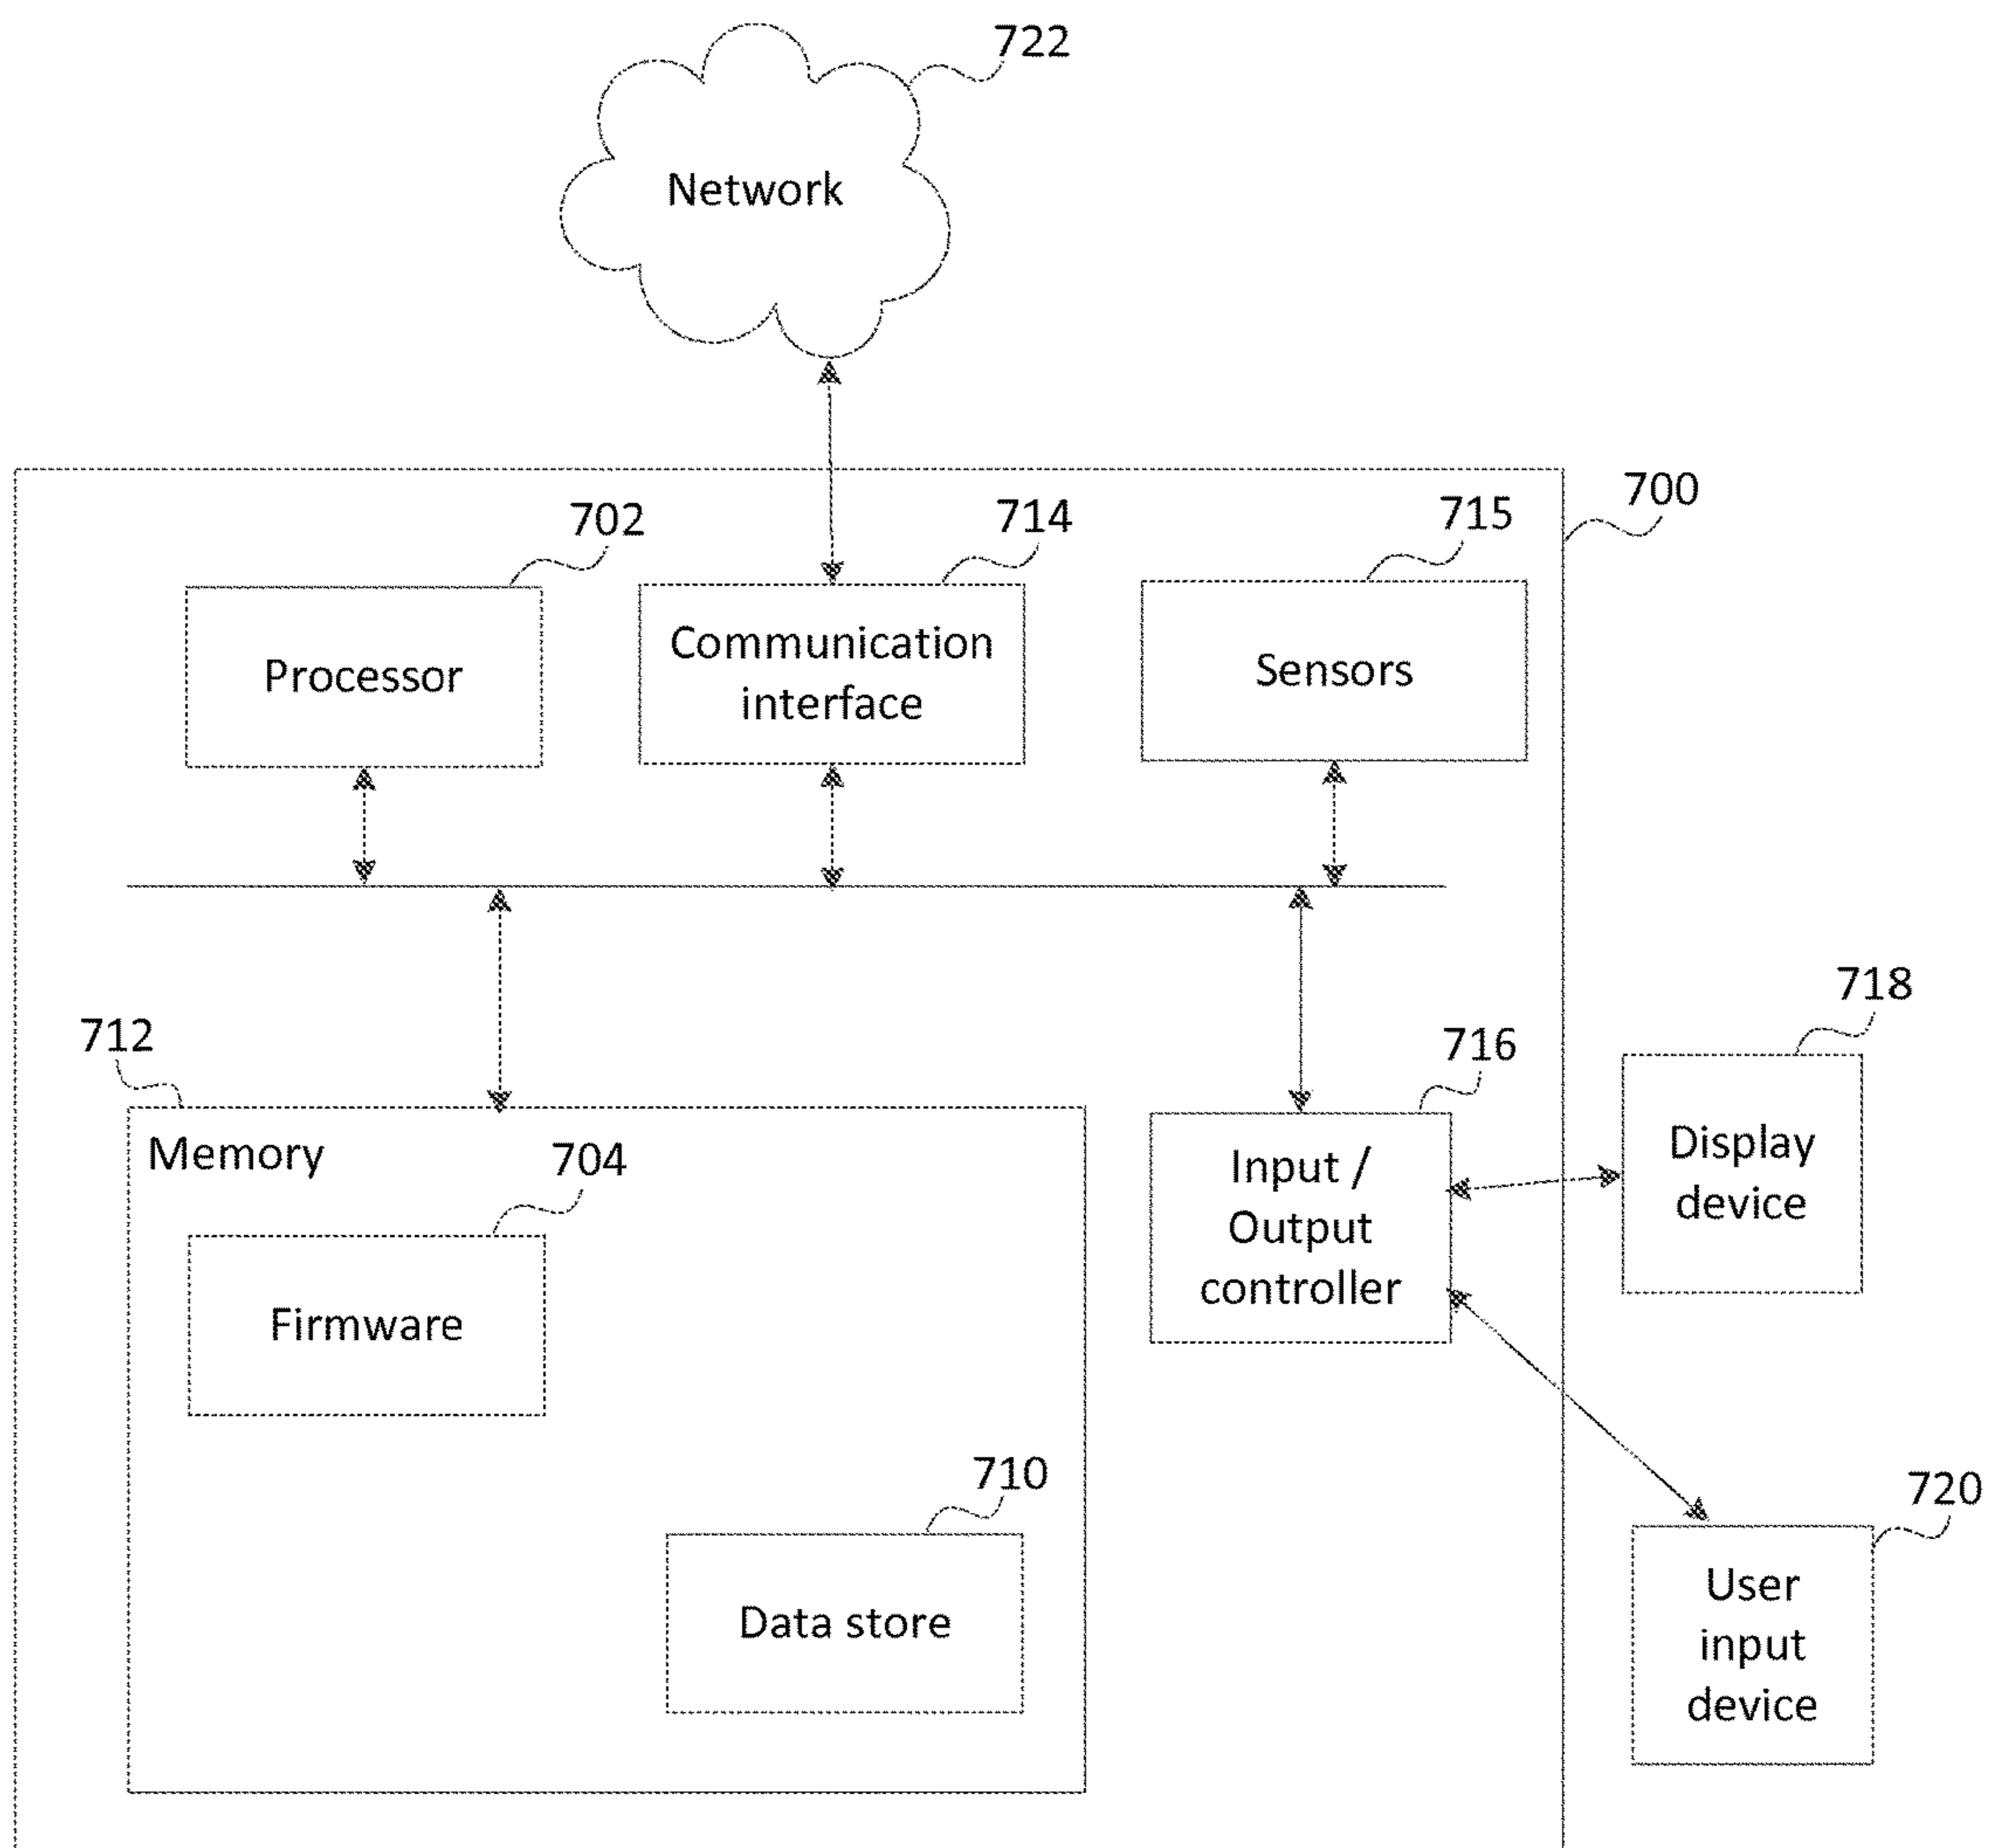 722
Network
700
702
714
715
Processor
Communication
interface
Sensors
712
Memory
704
Firmware
710
Data store
716
Input /
Output
controller
718
Display
device
720
User
input
device